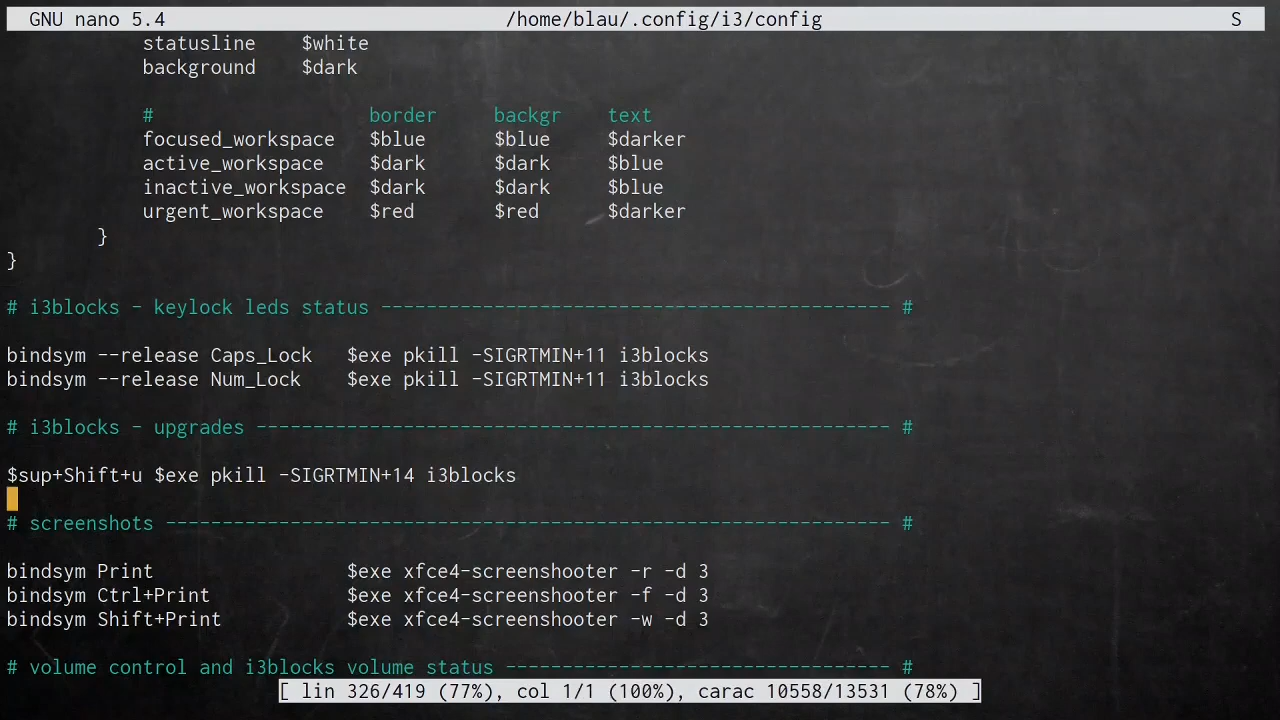 GNU nano 5.4 /home/blau/.config/i3/config S
statusline $white
background $dark
# border backgr text
focused_workspace $blue $blue $darker
active_workspace $dark $dark $blue
inactive_workspace $dark $dark $blue
urgent_workspace $red $red $darker
}
}
# i3blocks - keylock leds status --------------------------------------------- #
bindsym --release Caps_Lock $exe pkill -SIGRTMIN+11 i3blocks
bindsym --release Num_Lock $exe pkill -SIGRTMIN+11 i3blocks
# i3blocks - upgrades -------------------------------------------------------- #
$sup+Shift+u $exe pkill -SIGRTMIN+14 i3blocks
# screenshots ---------------------------------------------------------------- #
bindsym Print $exe xfce4-screenshooter -r -d 3
bindsym Ctrl+Print $exe xfce4-screenshooter -f -d 3
bindsym Shift+Print $exe xfce4-screenshooter -w -d 3
# volume control and i3blocks volume status ---------------------------------- #
[ lin 326/419 (77%), col 1/1 (100%), carac 10558/13531 (78%) ]